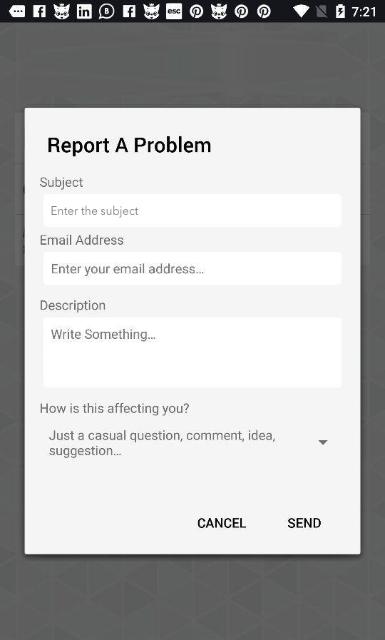 esc 7:21
Report A Problem
Subject
Enter the subject
Email Address
Enter your email address...
Description
Write Something...
How is this affecting you?
Just a casual question, comment, idea,
suggestion...
CANCEL SEND